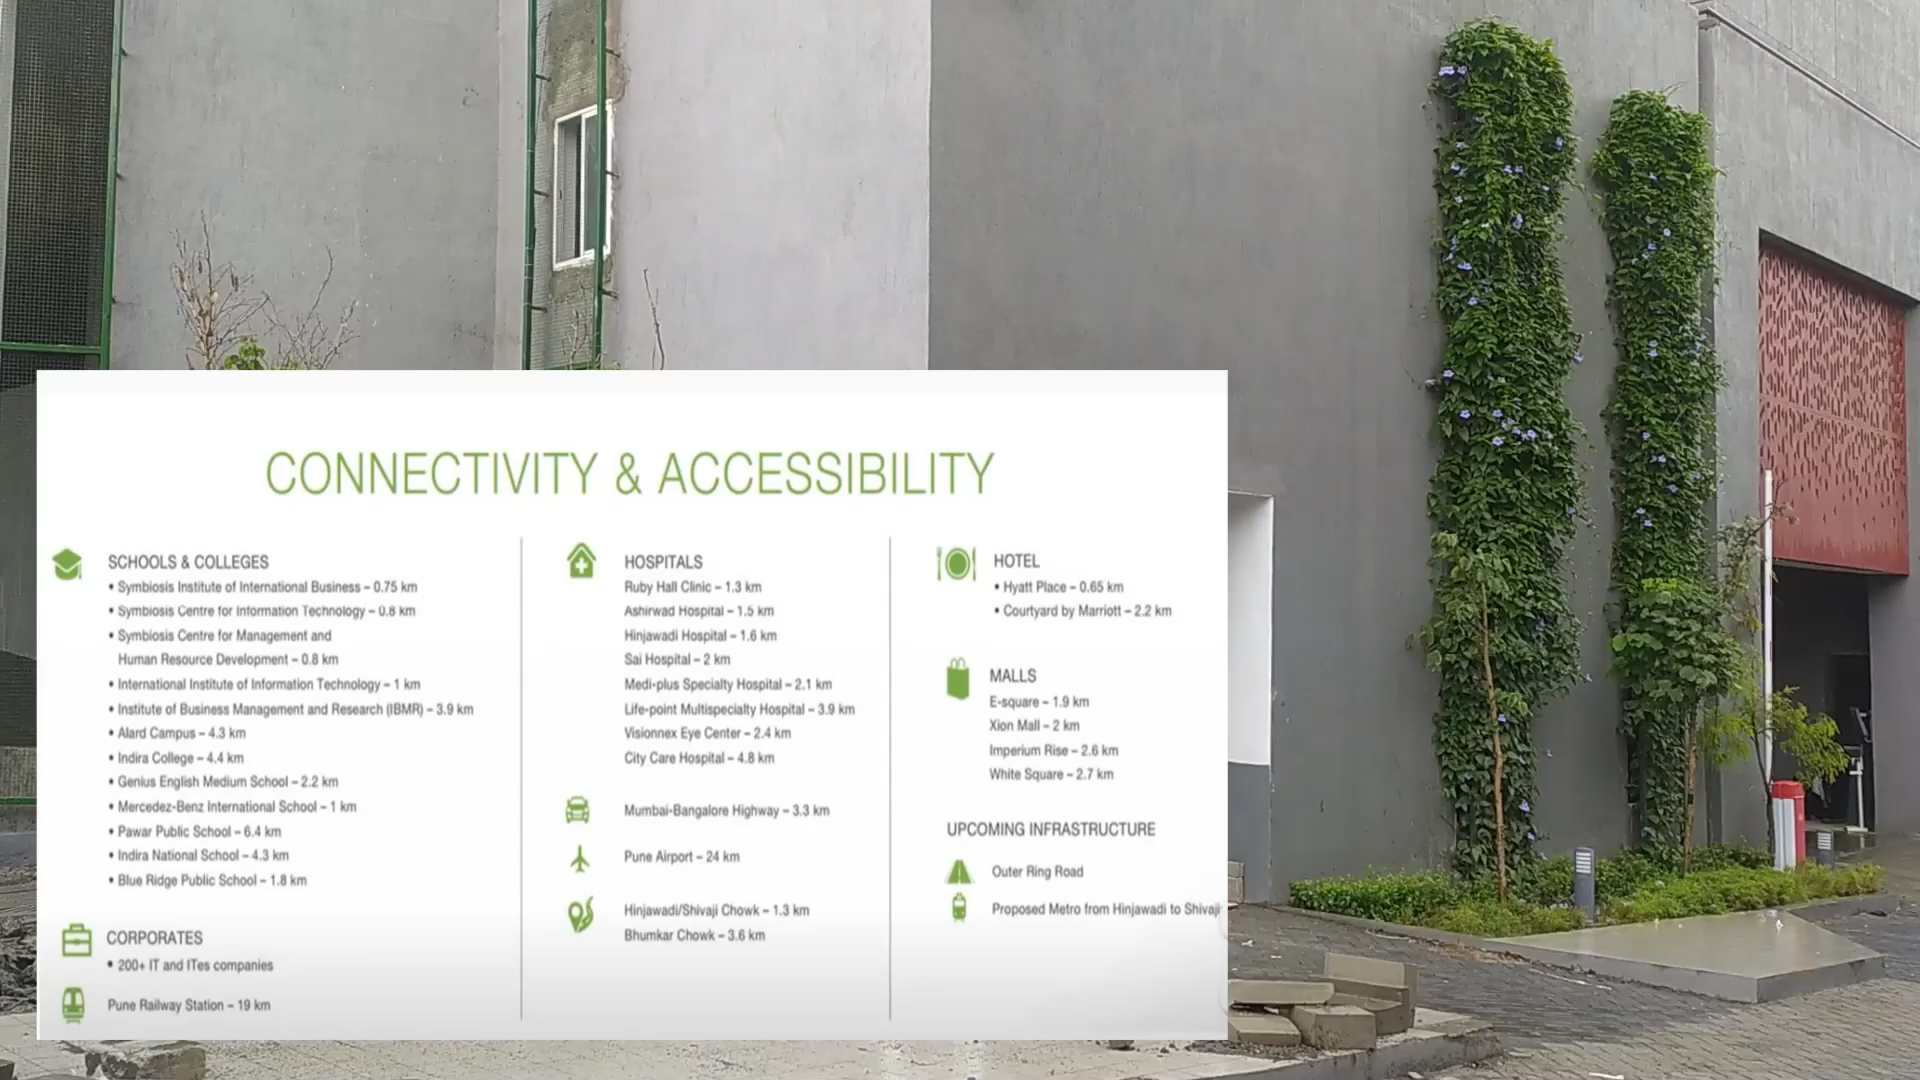 CONNECTIVITY & ACCESSIBILITY
SCHOOLS & COLLEGES
• Symbiosis Institute of International Business – 0.75 km
• Symbiosis Centre for Information Technology – 0.8 km
• Symbiosis Centre for Management and
Human Resource Development – 0.8 km
• International Institute of Information Technology – 1 km
• Institute of Business Management and Research (IBMR) – 3.9 km
• Alard Campus – 4.3 km
• Indira College – 4.4 km
• Genius English Medium School – 2.2 km
• Mercedez-Benz International School – 1 km
• Pawar Public School – 6.4 km
• Indira National School – 4.3 km
• Blue Ridge Public School – 1.8 km
CORPORATES
• 200+ IT and ITes companies
Pune Railway Station – 19 km
HOSPITALS
Ruby Hall Clinic – 1.3 km
Ashirwad Hospital – 1.5 km
Hinjawadi Hospital – 1.6 km
Sai Hospital – 2 km
Medi-plus Specialty Hospital – 2.1 km
Life-point Multispecialty Hospital – 3.9 km
Visionnex Eye Center – 2.4 km
City Care Hospital – 4.8 km
Mumbai-Bangalore Highway – 3.3 km
Pune Airport – 24 km
Hinjawadi/Shivaji Chowk – 1.3 km
Bhumkar Chowk – 3.6 km
HOTEL
• Hyatt Place – 0.65 km
• Courtyard by Marriott – 2.2 km
MALLS
E-square – 1.9 km
Xion Mall – 2 km
Imperium Rise – 2.6 km
White Square – 2.7 km
UPCOMING INFRASTRUCTURE
Outer Ring Road
Proposed Metro from Hinjawadi to Shivaji